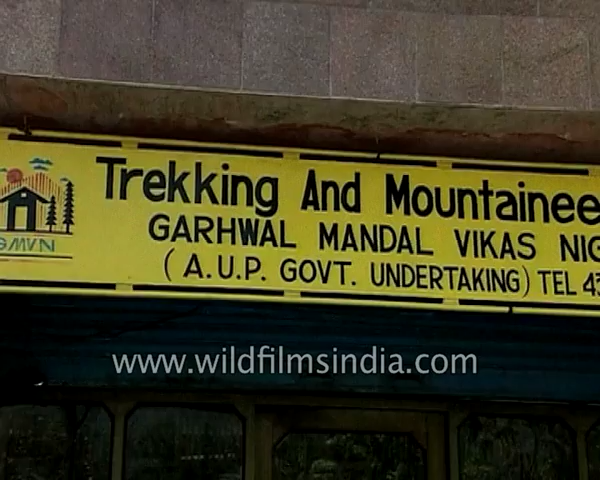 Trekking And Mountainee
GARHWAL MANDAL VIKAS NIG
GMVN
( A.U.P. GOVT. UNDERTAKING) TEL 43
www.wildfilmsindia.com